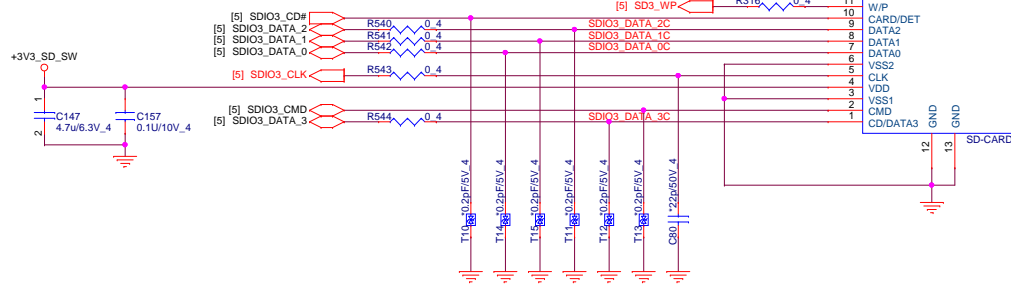 [5] SD3_WP R316 0_4 11 W/P
[5] SDIO3_CD# 10 CARD/DET
[5] SDIO3_DATA_2 R540 0_4 SDIO3_DATA_2C 9 DATA2
[5] SDIO3_DATA_1 R541 0_4 SDIO3_DATA_1C 8 DATA1
[5] SDIO3_DATA_0 R542 0_4 SDIO3_DATA_0C 7 DATA0
6 VSS2
+3V3_SD_SW
[5] SDIO3_CLK R543 0_4 5 CLK
4 VDD
3 VSS1
[5] SDIO3_CMD 2 CMD
[5] SDIO3_DATA_3 R544 0_4 SDIO3_DATA_3C 1 CD/DATA3
1
C147
4.7u/6.3V_4
2
C157
0.1U/10V_4
GND
GND
12
13
SD-CARD
T10 *0.2pF/5V_4
T14 *0.2pF/5V_4
T15 *0.2pF/5V_4
T11 *0.2pF/5V_4
T12 *0.2pF/5V_4
T13 *0.2pF/5V_4
C80 *22p/50V_4